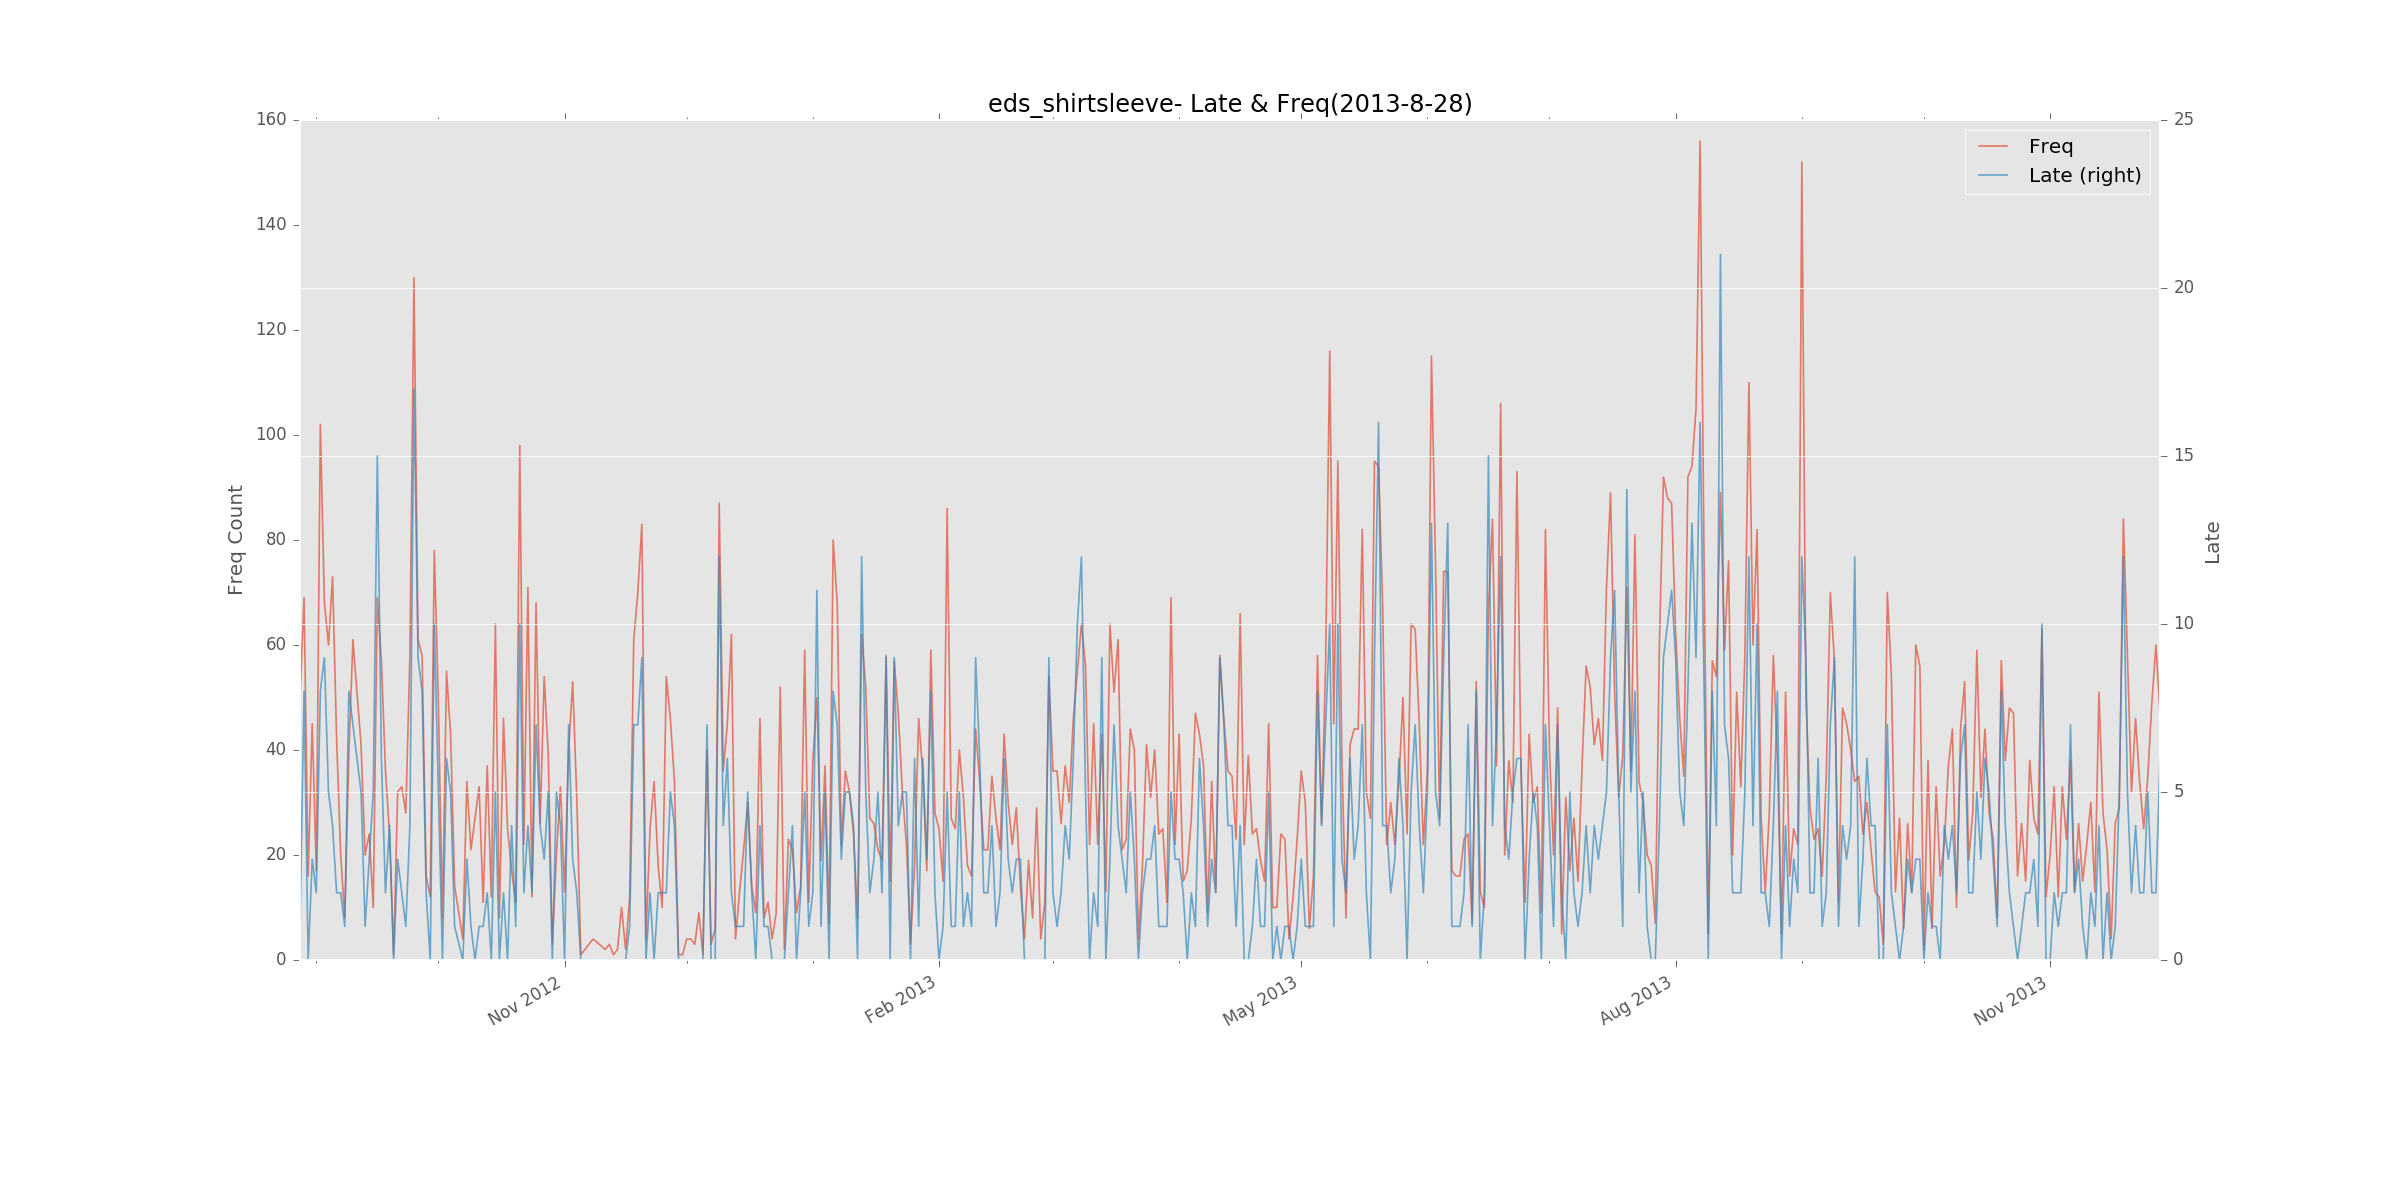 eds_shirtsleeve- Late & Freq(2013-8-28)
160
140
120
100
80
60
40
20
0
Freq Count
25
20
15
10
5
0
Late
Freq
Late (right)
Nov 2012
Feb 2013
May 2013
Aug 2013
Nov 2013